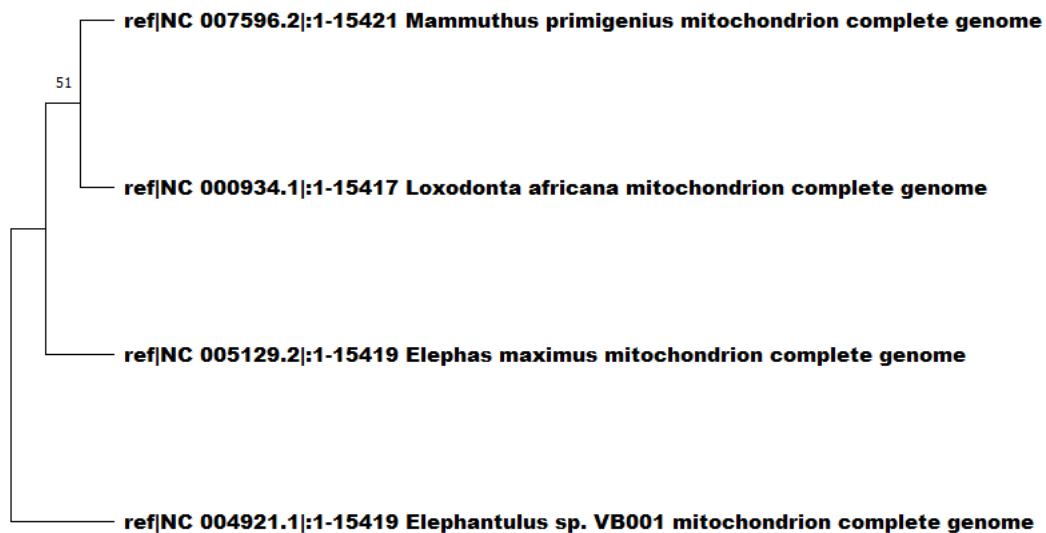 ref|NC 007596.2|:1-15421 Mammuthus primigenius mitochondrion complete genome
51
ref|NC 000934.1|:1-15417 Loxodonta africana mitochondrion complete genome
ref|NC 005129.2|:1-15419 Elephas maximus mitochondrion complete genome
ref|NC 004921.1|:1-15419 Elephantulus sp. VB001 mitochondrion complete genome